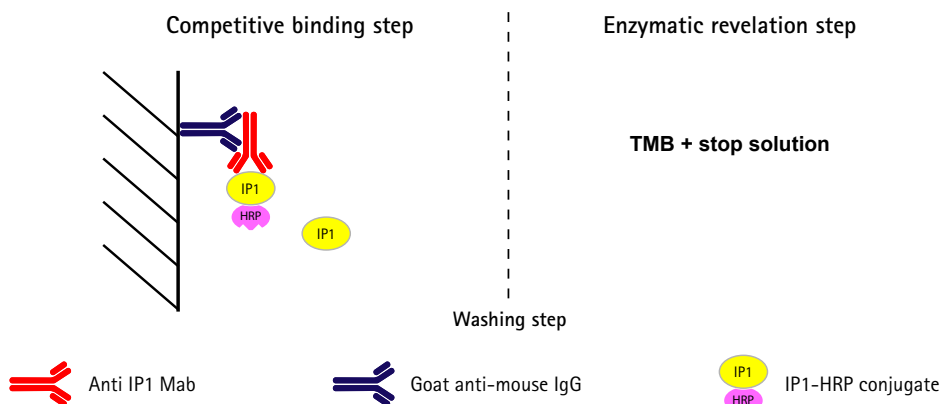 Competitive binding step
Enzymatic revelation step
TMB + stop solution
IP1
HRP
IP1
Washing step
Anti IP1 Mab
Goat anti-mouse IgG
IP1
HRP
IP1-HRP conjugate